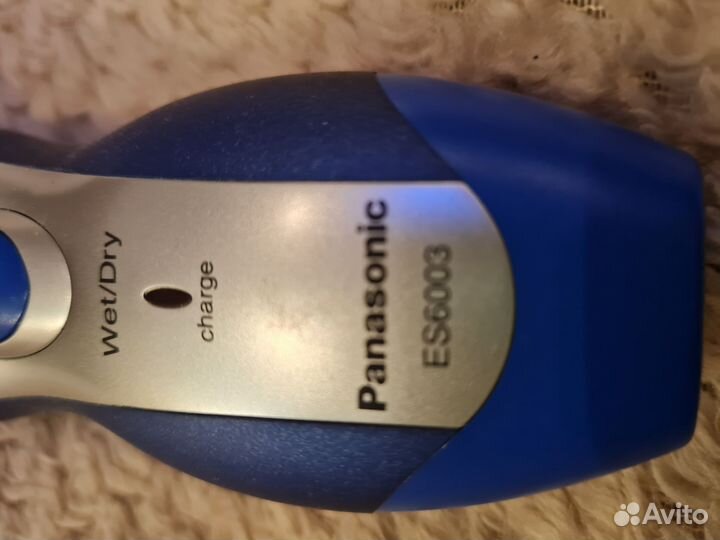 Wet/Dry
charge
Panasonic
ES6003
Avito